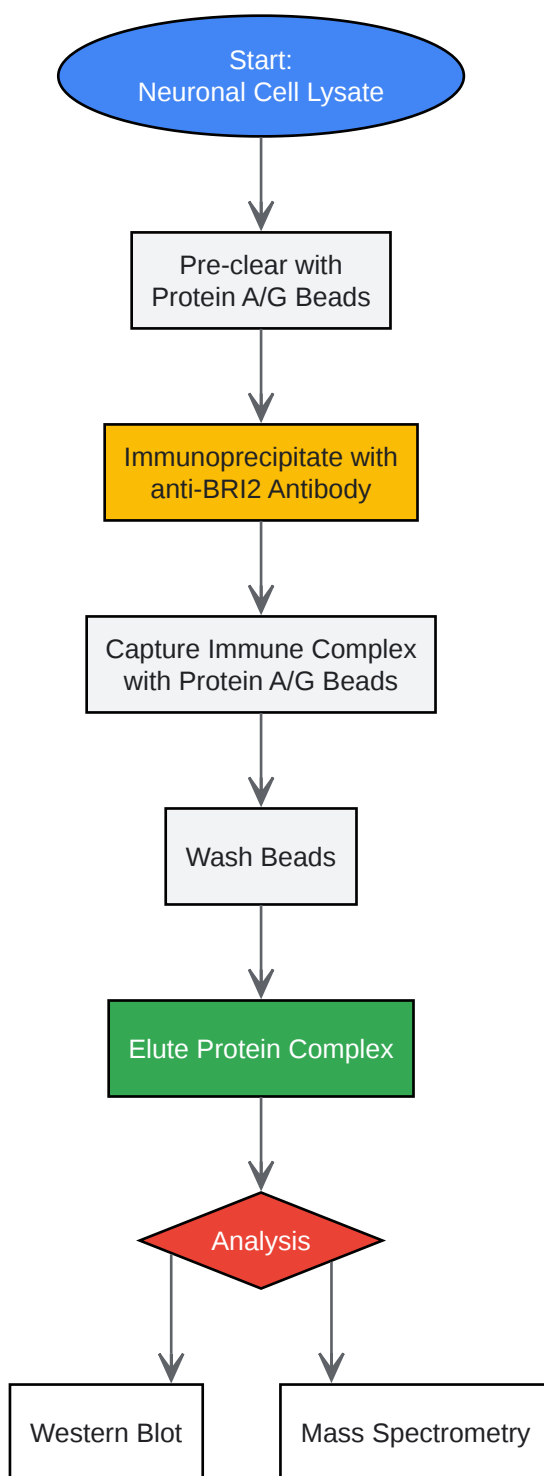 Start:
Neuronal Cell Lysate
Pre-clear with
Protein A/G Beads
Immunoprecipitate with
anti-BRI2 Antibody
Capture Immune Complex
with Protein A/G Beads
Wash Beads
Elute Protein Complex
Analysis
Western Blot
Mass Spectrometry